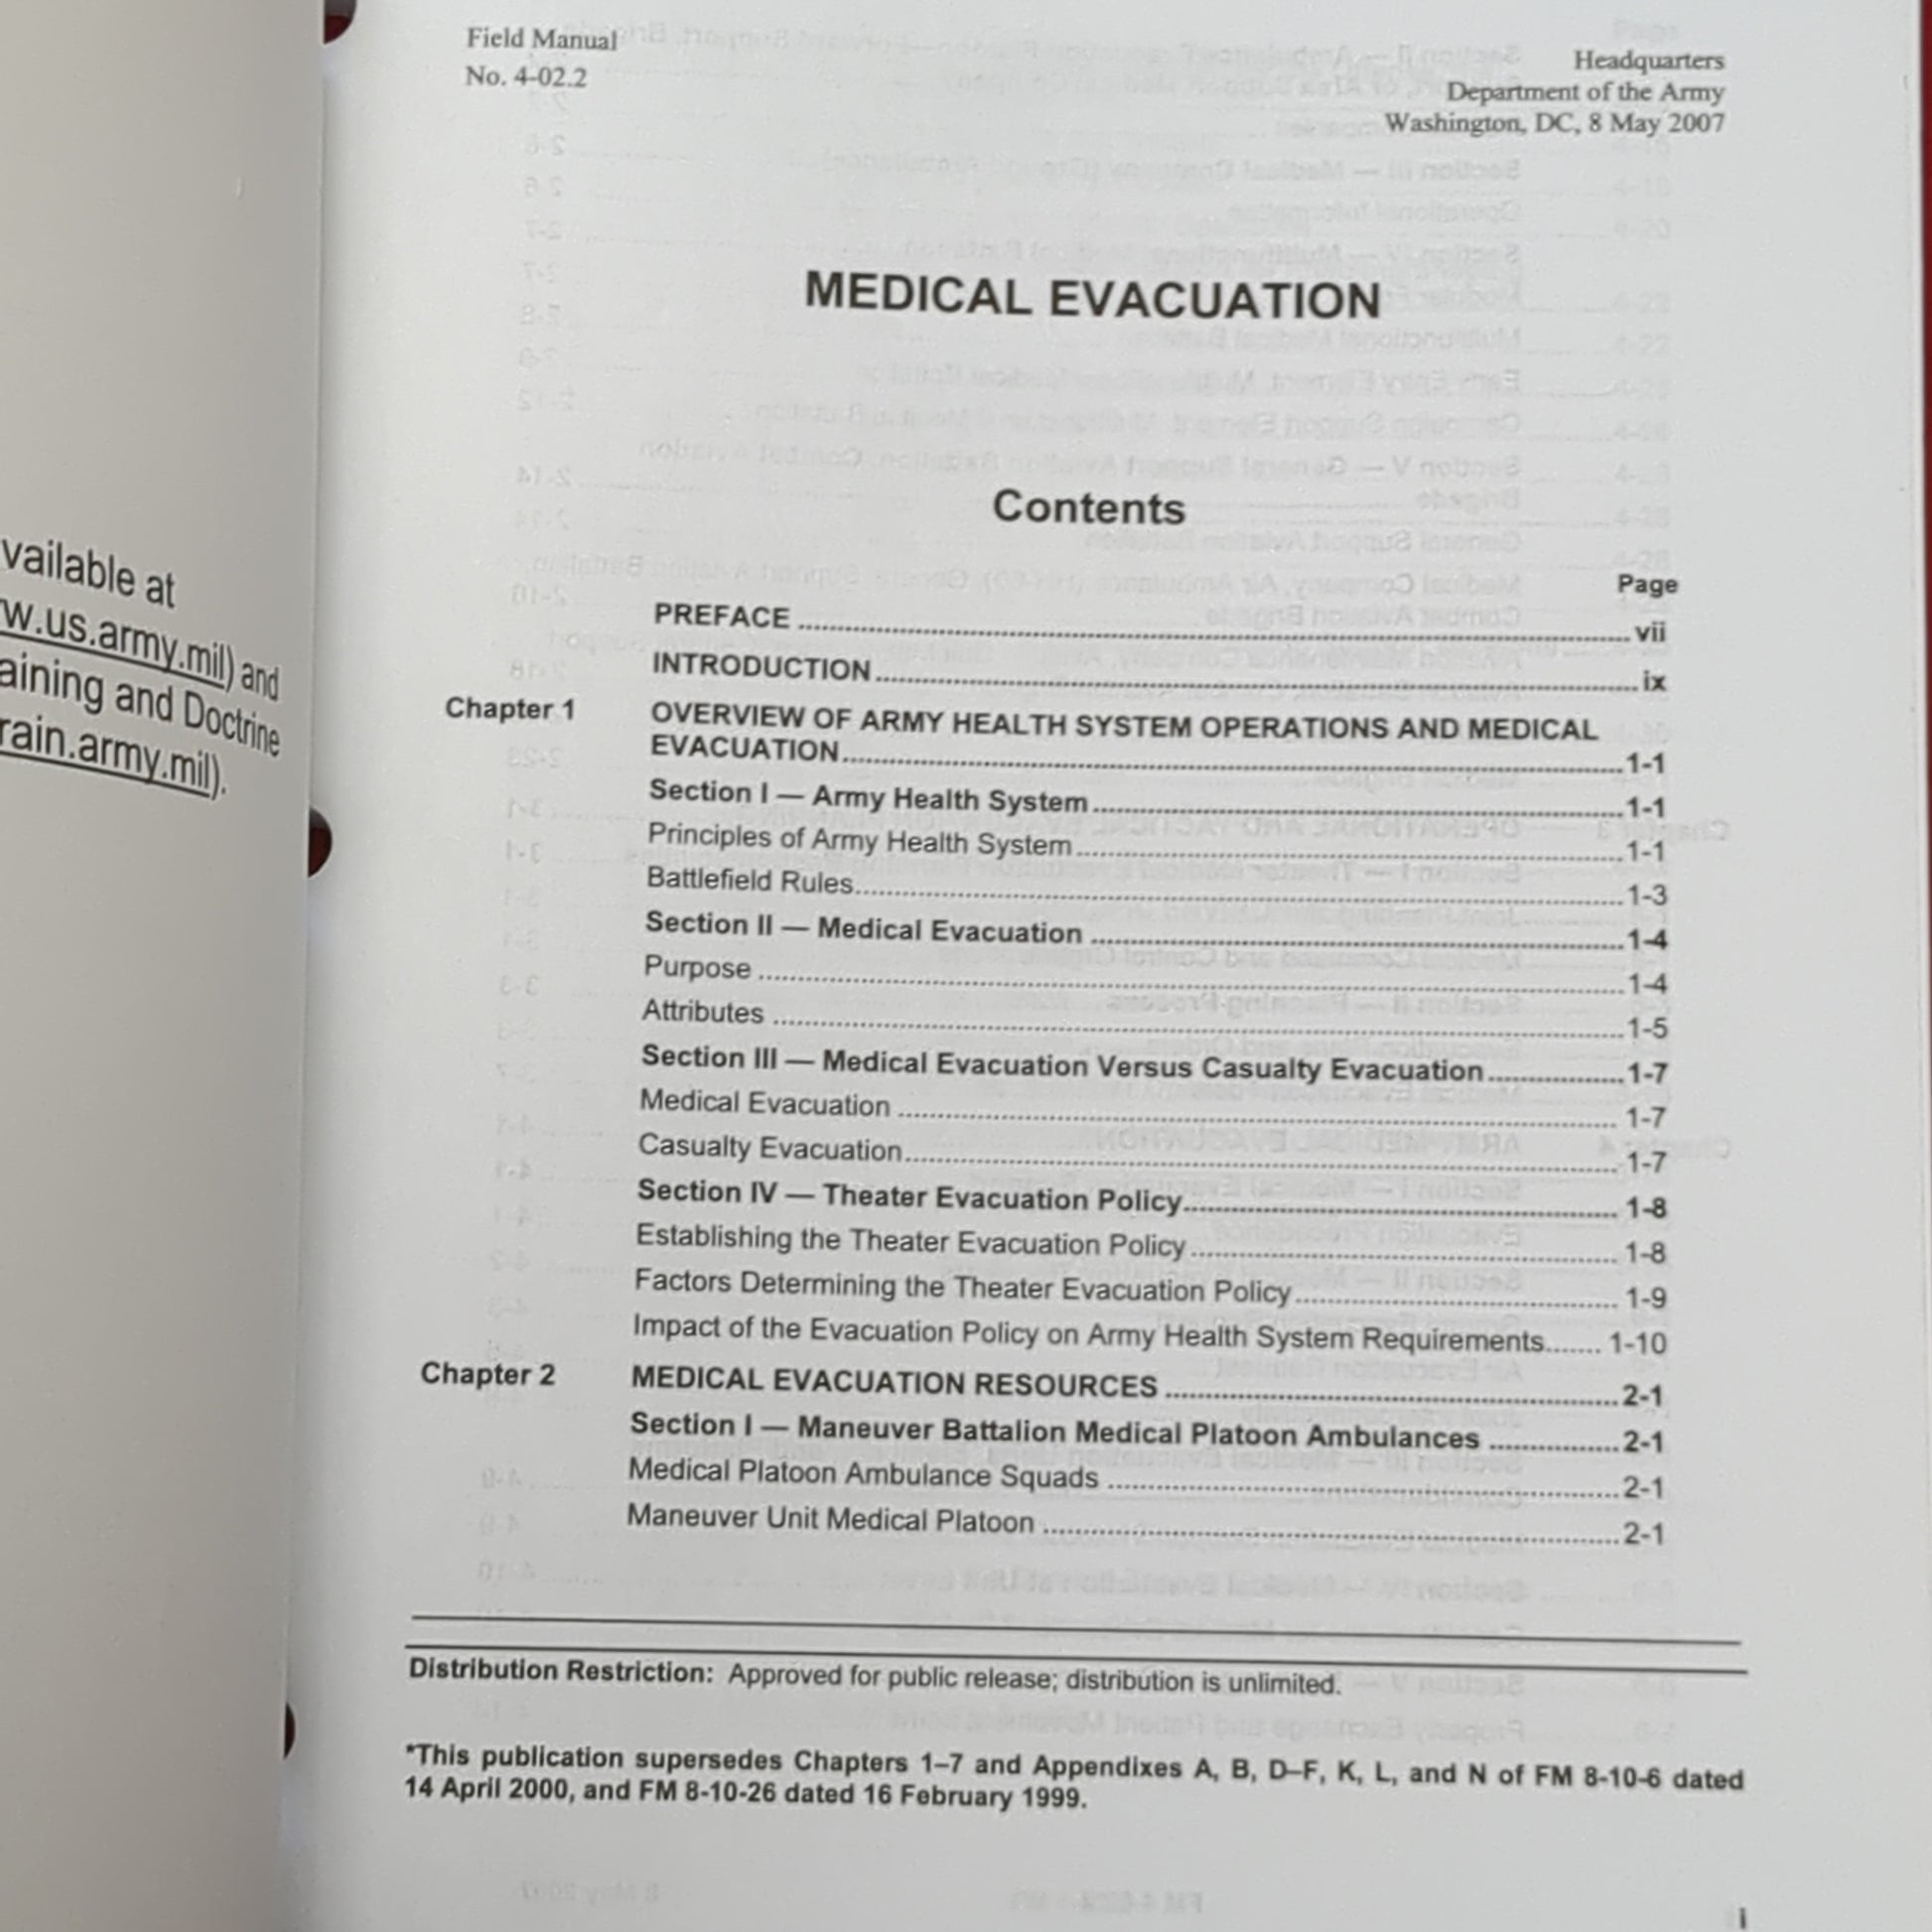 vailable at
w.us.army.mil) and
aining and Doctrine
rain.army.mil).
Field Manual
No. 4-02.2
Headquarters
Department of the Army
Washington, DC, 8 May 2007
MEDICAL EVACUATION
Contents
Page
PREFACE ........ vii
INTRODUCTION ........ ix
Chapter 1 OVERVIEW OF ARMY HEALTH SYSTEM OPERATIONS AND MEDICAL
EVACUATION ........ 1-1
Section I — Army Health System ........ 1-1
Principles of Army Health System ........ 1-1
Battlefield Rules ........ 1-3
Section II — Medical Evacuation ........ 1-4
Purpose ........ 1-4
Attributes ........ 1-5
Section III — Medical Evacuation Versus Casualty Evacuation ........ 1-7
Medical Evacuation ........ 1-7
Casualty Evacuation ........ 1-7
Section IV — Theater Evacuation Policy ........ 1-8
Establishing the Theater Evacuation Policy ........ 1-8
Factors Determining the Theater Evacuation Policy ........ 1-9
Impact of the Evacuation Policy on Army Health System Requirements ........ 1-10
Chapter 2 MEDICAL EVACUATION RESOURCES ........ 2-1
Section I — Maneuver Battalion Medical Platoon Ambulances ........ 2-1
Medical Platoon Ambulance Squads ........ 2-1
Maneuver Unit Medical Platoon ........ 2-1
Distribution Restriction: Approved for public release; distribution is unlimited.
*This publication supersedes Chapters 1–7 and Appendixes A, B, D–F, K, L, and N of FM 8-10-6 dated
14 April 2000, and FM 8-10-26 dated 16 February 1999.
i